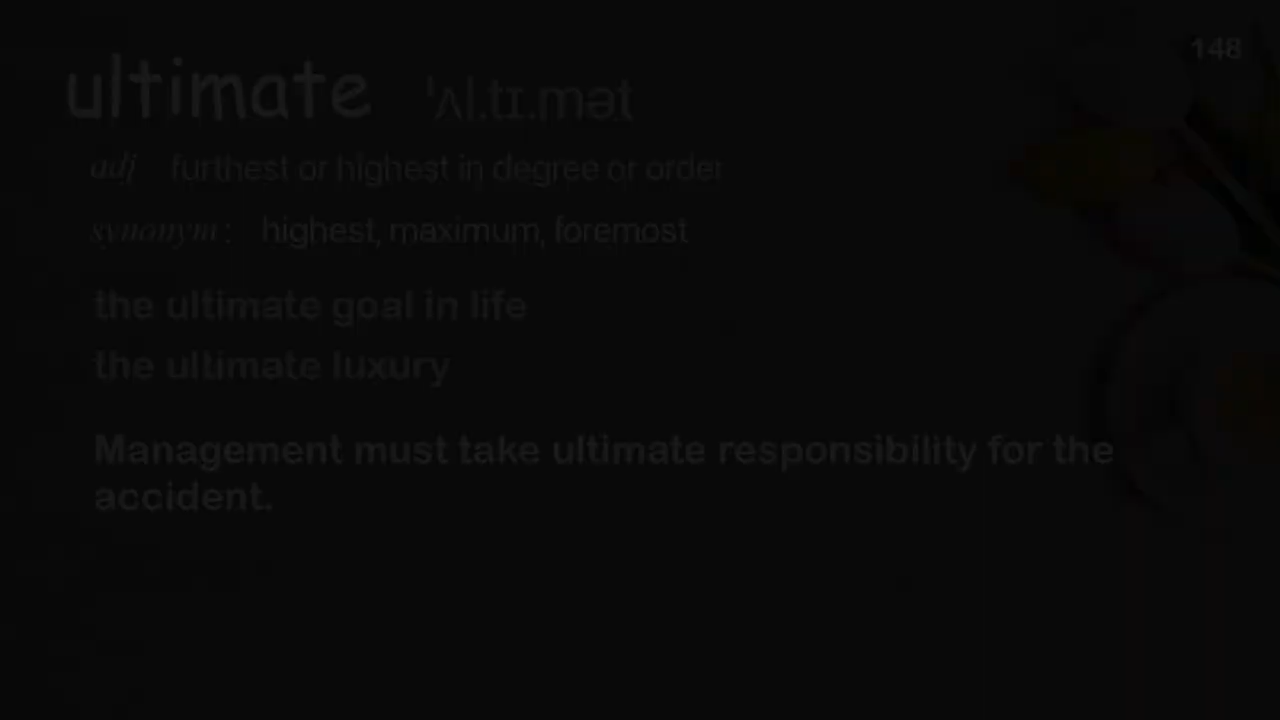 148
ultimate ˈʌl.tɪ.mət
adj furthest or highest in degree or order
synonym: highest, maximum, foremost
the ultimate goal in life
the ultimate luxury
Management must take ultimate responsibility for the
accident.